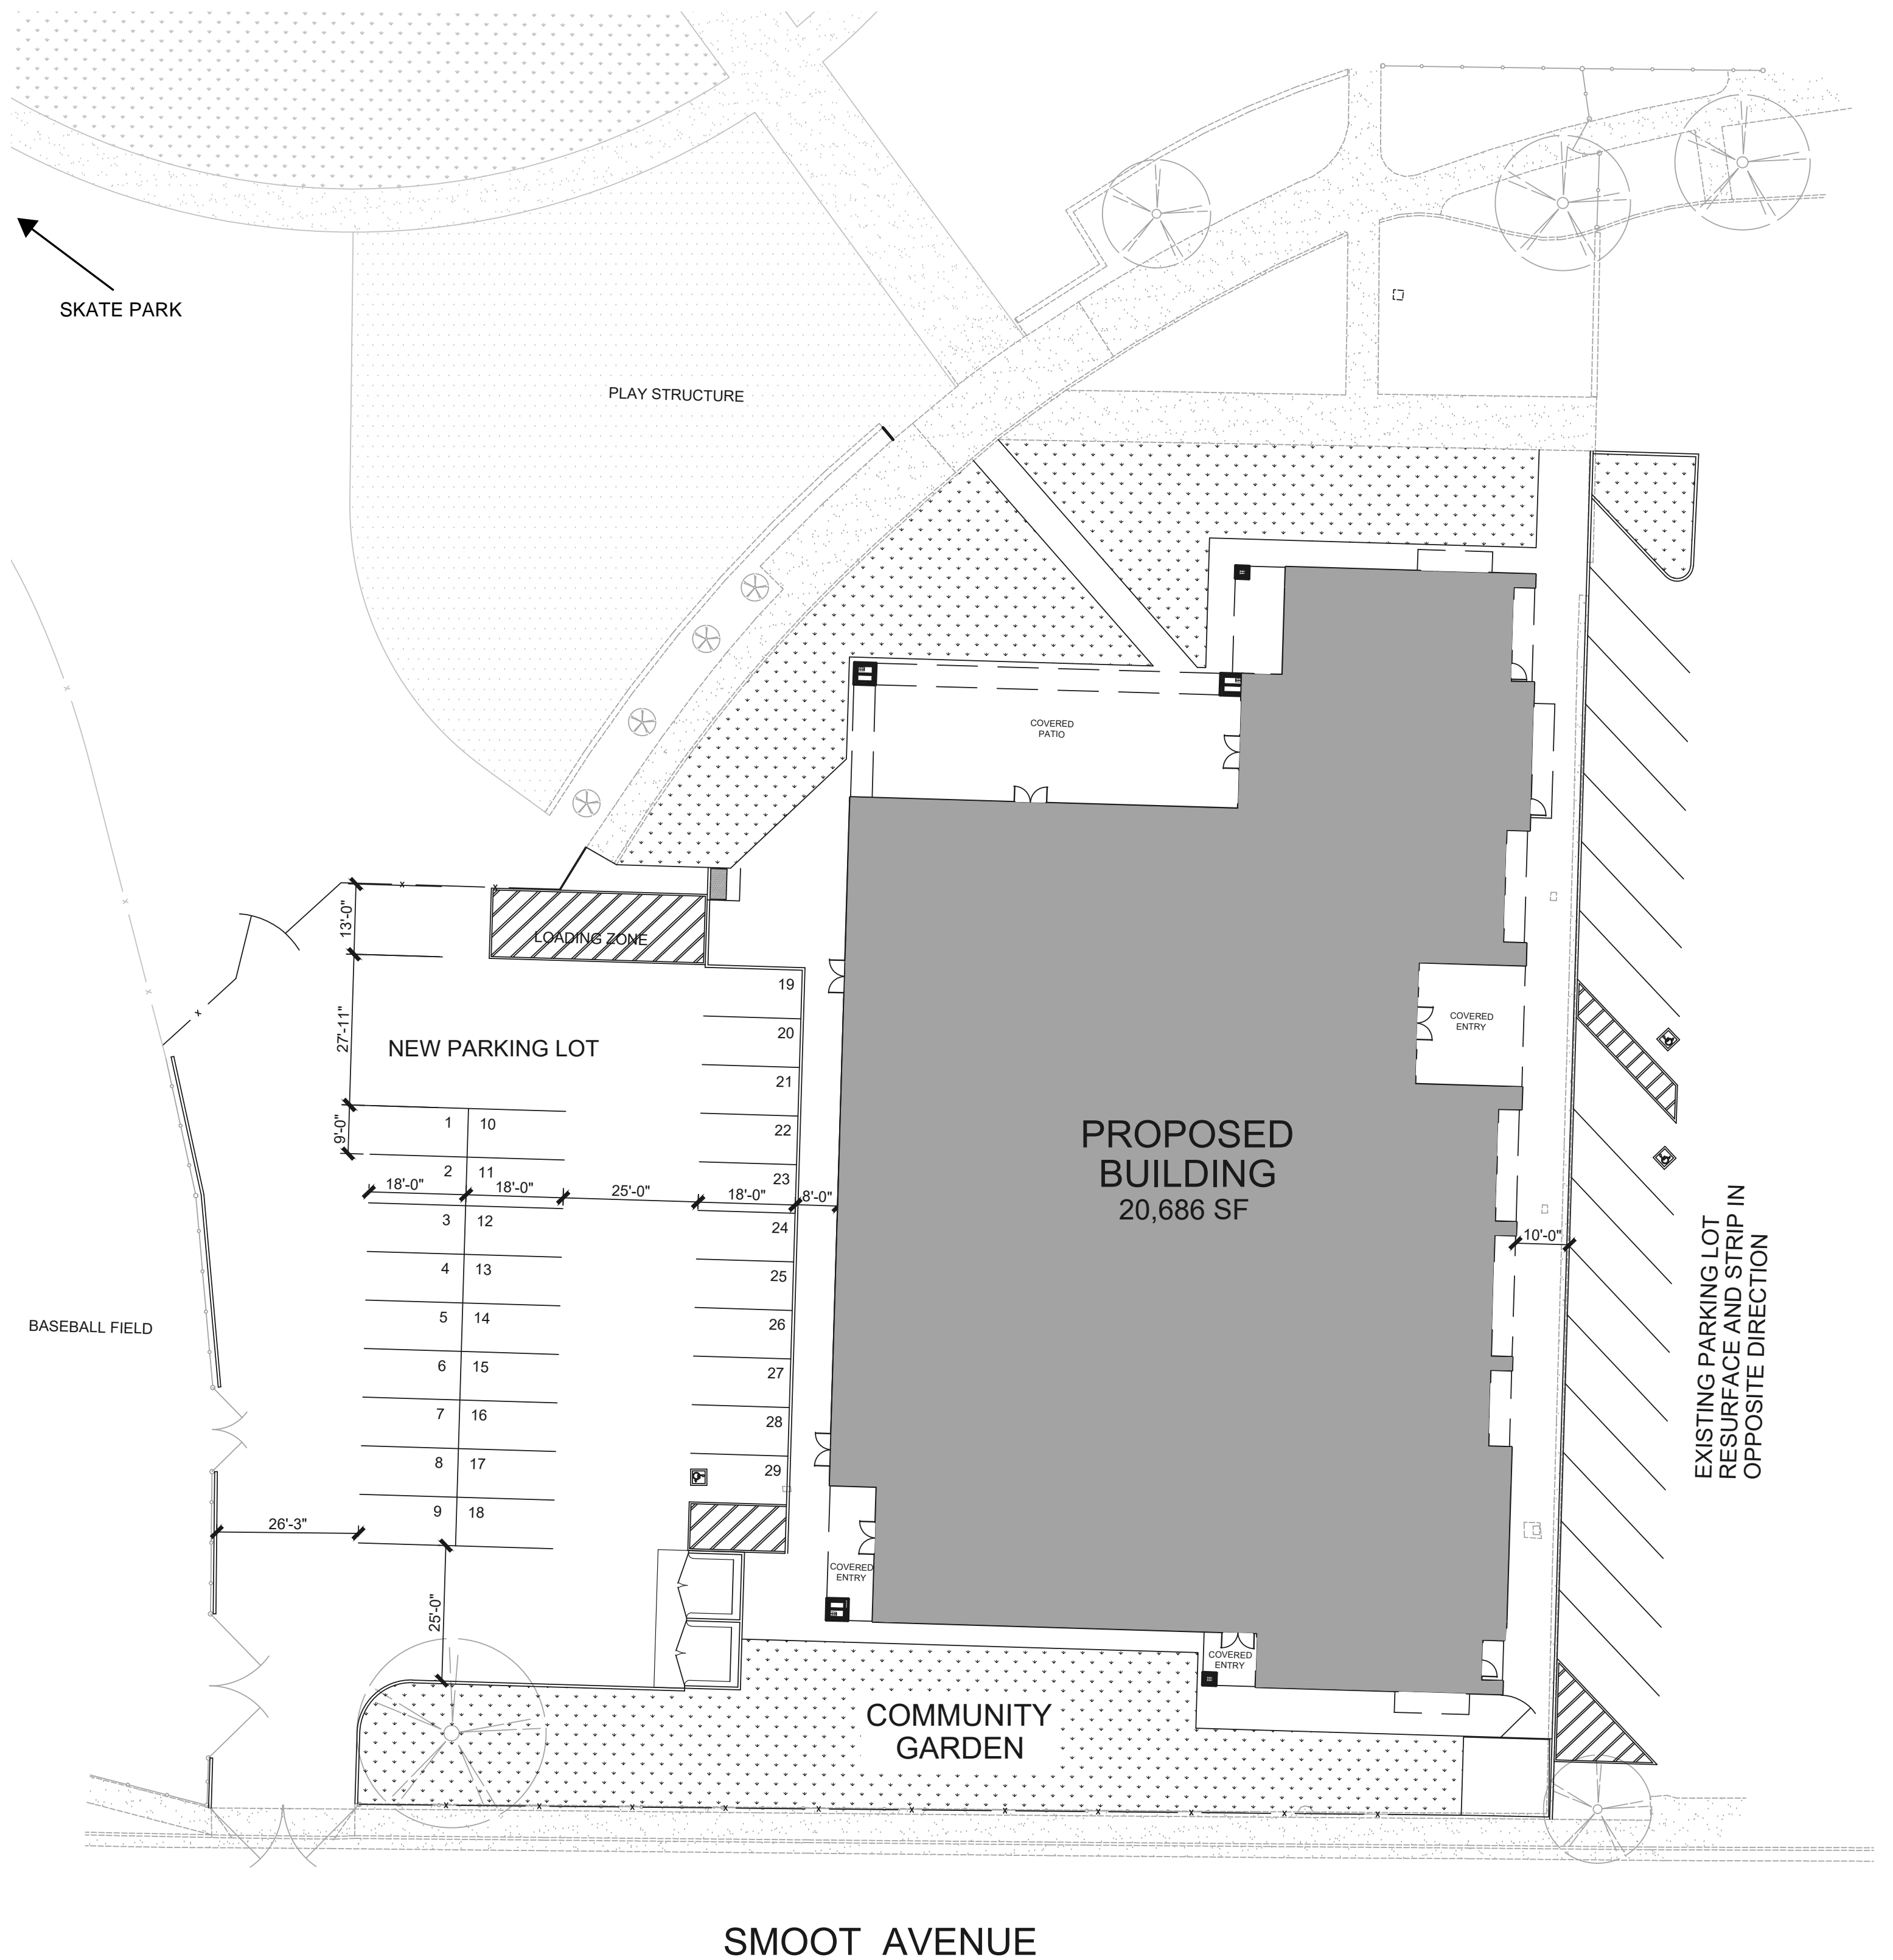 SKATE PARK
PLAY STRUCTURE
COVERED
PATIO
13'-0"
LOADING ZONE
19
27'-11"
NEW PARKING LOT
20
COVERED
ENTRY
21
9'-0"
1 10
22
PROPOSED
BUILDING
20,686 SF
2 11
23
18'-0" 18'-0" 25'-0" 18'-0" 8'-0"
3 12
24
10'-0"
4 13
25
EXISTING PARKING LOT
RESURFACE AND STRIP IN
OPPOSITE DIRECTION
BASEBALL FIELD
5 14
26
6 15
27
7 16
28
8 17
29
9 18
26'-3"
COVERED
ENTRY
25'-0"
COVERED
ENTRY
COMMUNITY
GARDEN
SMOOT AVENUE